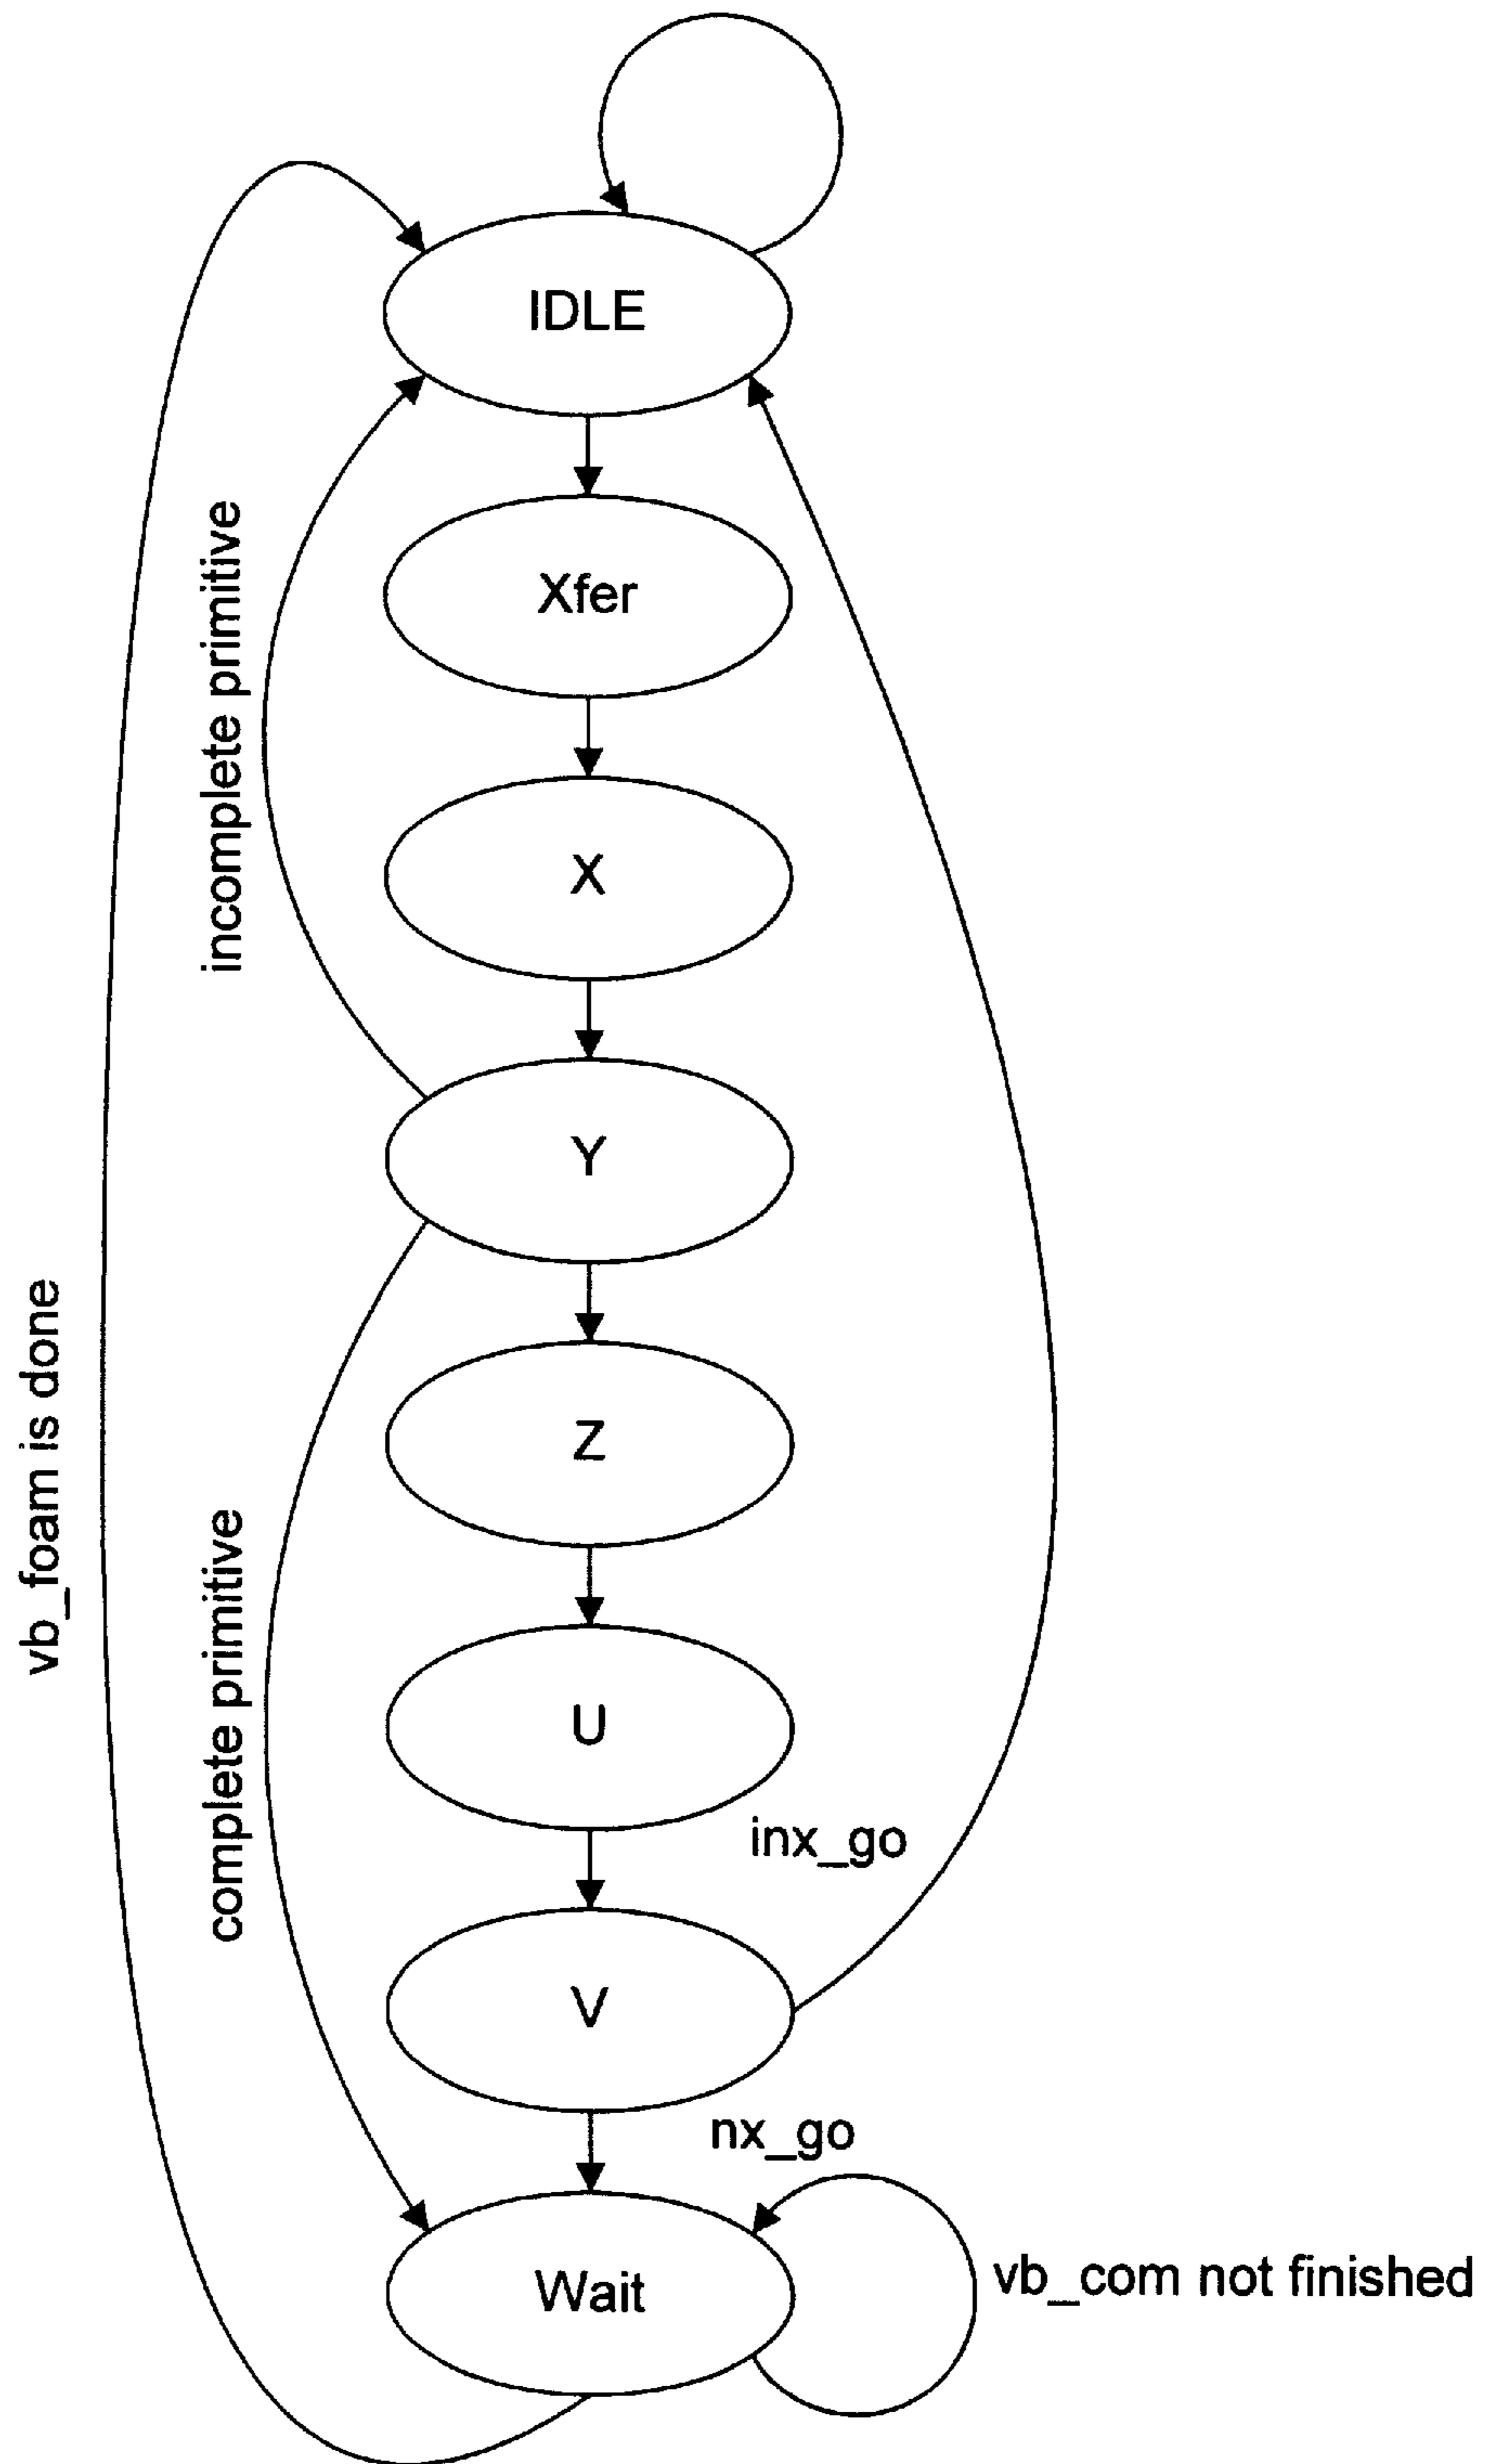 IDLE
Xfer
incomplete primitive
X
Y
vb_foam is done
Z
complete primitive
U
inx_go
V
nx_go
Wait
vb_com not finished